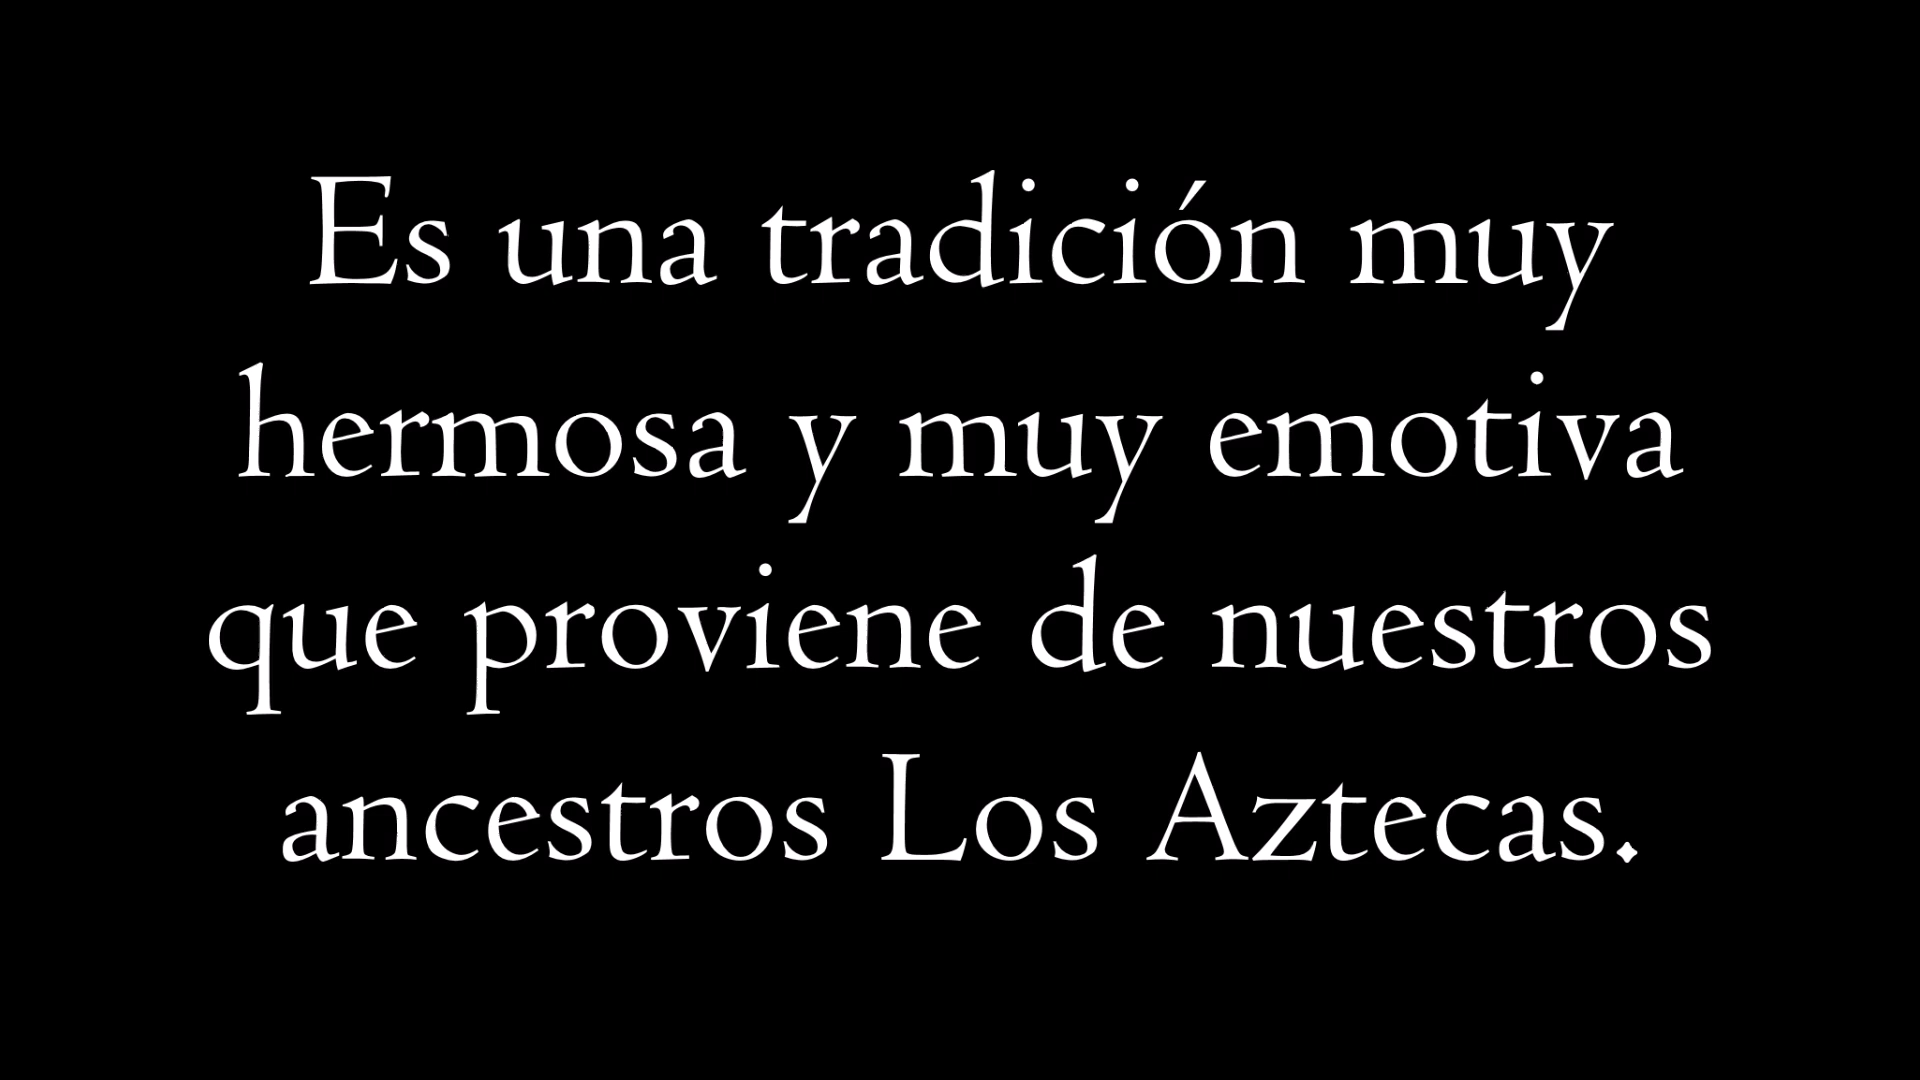 Es una tradición muy
hermosa y muy emotiva
que proviene de nuestros
ancestros Los Aztecas.